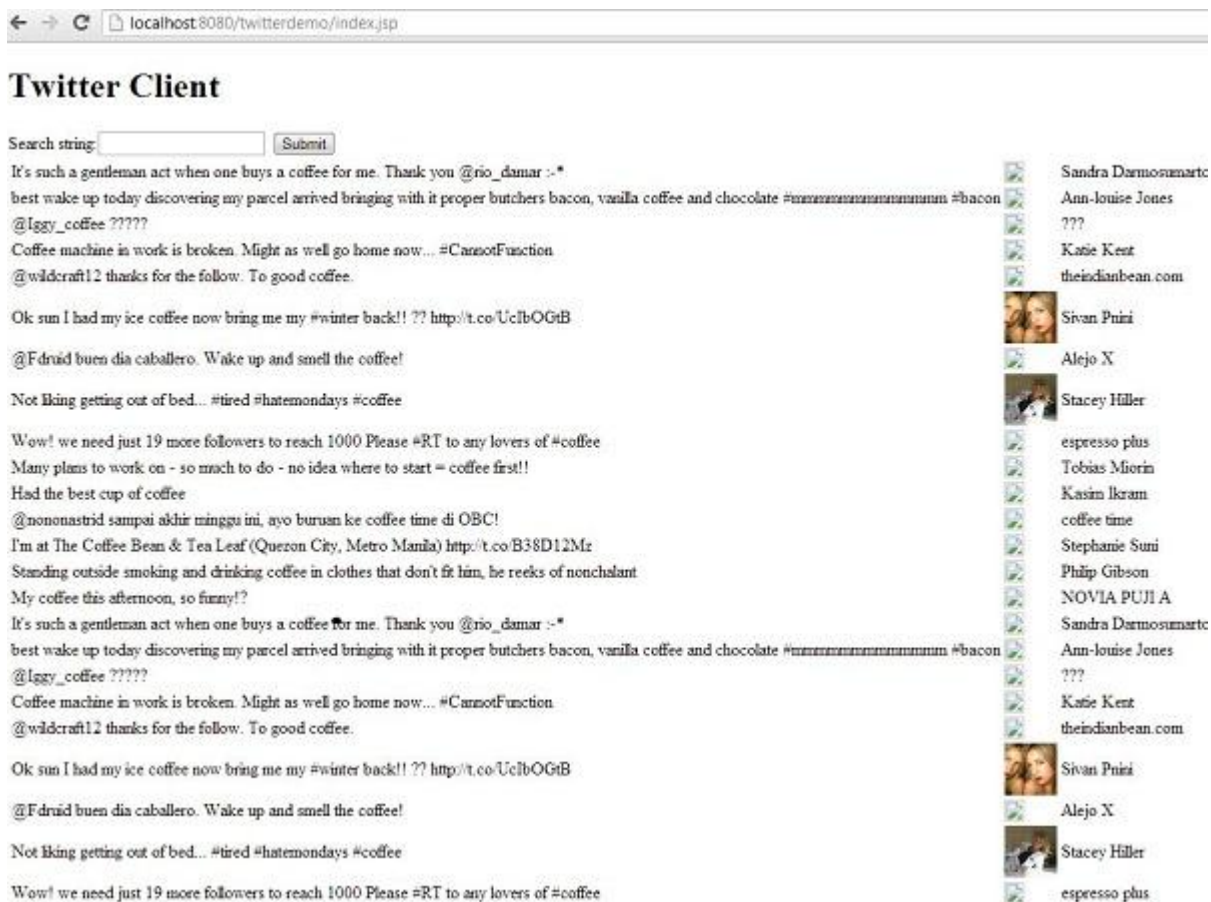 localhost:8080/twitterdemo/index.jsp
Twitter Client
Search string: Submit
It's such a gentleman act when one buys a coffee for me. Thank you @rio_damar :-* Sandra Darmosumarto
best wake up today discovering my parcel arrived bringing with it proper butchers bacon, vanilla coffee and chocolate #mmmmmmmmmmmmmmm #bacon Ann-louise Jones
@Iggy_coffee ????? ???
Coffee machine in work is broken. Might as well go home now... #CannotFunction Katie Kent
@wildcraft12 thanks for the follow. To good coffee. theindianbean.com
Ok sun I had my ice coffee now bring me my #winter back!! ?? http://t.co/UcIbOGtB Sivan Pnini
@Fdruid buen dia caballero. Wake up and smell the coffee! Alejo X
Not liking getting out of bed... #tired #hatemondays #coffee Stacey Hiller
Wow! we need just 19 more followers to reach 1000 Please #RT to any lovers of #coffee espresso plus
Many plans to work on - so much to do - no idea where to start = coffee first!! Tobias Miorin
Had the best cup of coffee Kasim Ikram
@nononastrid sampai akhir minggu ini, ayo buruan ke coffee time di OBC! coffee time
I'm at The Coffee Bean & Tea Leaf (Quezon City, Metro Manila) http://t.co/B38D12Mz Stephanie Suni
Standing outside smoking and drinking coffee in clothes that don't fit him, he reeks of nonchalant Philip Gibson
My coffee this afternoon, so funny!? NOVIA PUJI A
It's such a gentleman act when one buys a coffee for me. Thank you @rio_damar :-* Sandra Darmosumarto
best wake up today discovering my parcel arrived bringing with it proper butchers bacon, vanilla coffee and chocolate #mmmmmmmmmmmmmmm #bacon Ann-louise Jones
@Iggy_coffee ????? ???
Coffee machine in work is broken. Might as well go home now... #CannotFunction Katie Kent
@wildcraft12 thanks for the follow. To good coffee. theindianbean.com
Ok sun I had my ice coffee now bring me my #winter back!! ?? http://t.co/UcIbOGtB Sivan Pnini
@Fdruid buen dia caballero. Wake up and smell the coffee! Alejo X
Not liking getting out of bed... #tired #hatemondays #coffee Stacey Hiller
Wow! we need just 19 more followers to reach 1000 Please #RT to any lovers of #coffee espresso plus